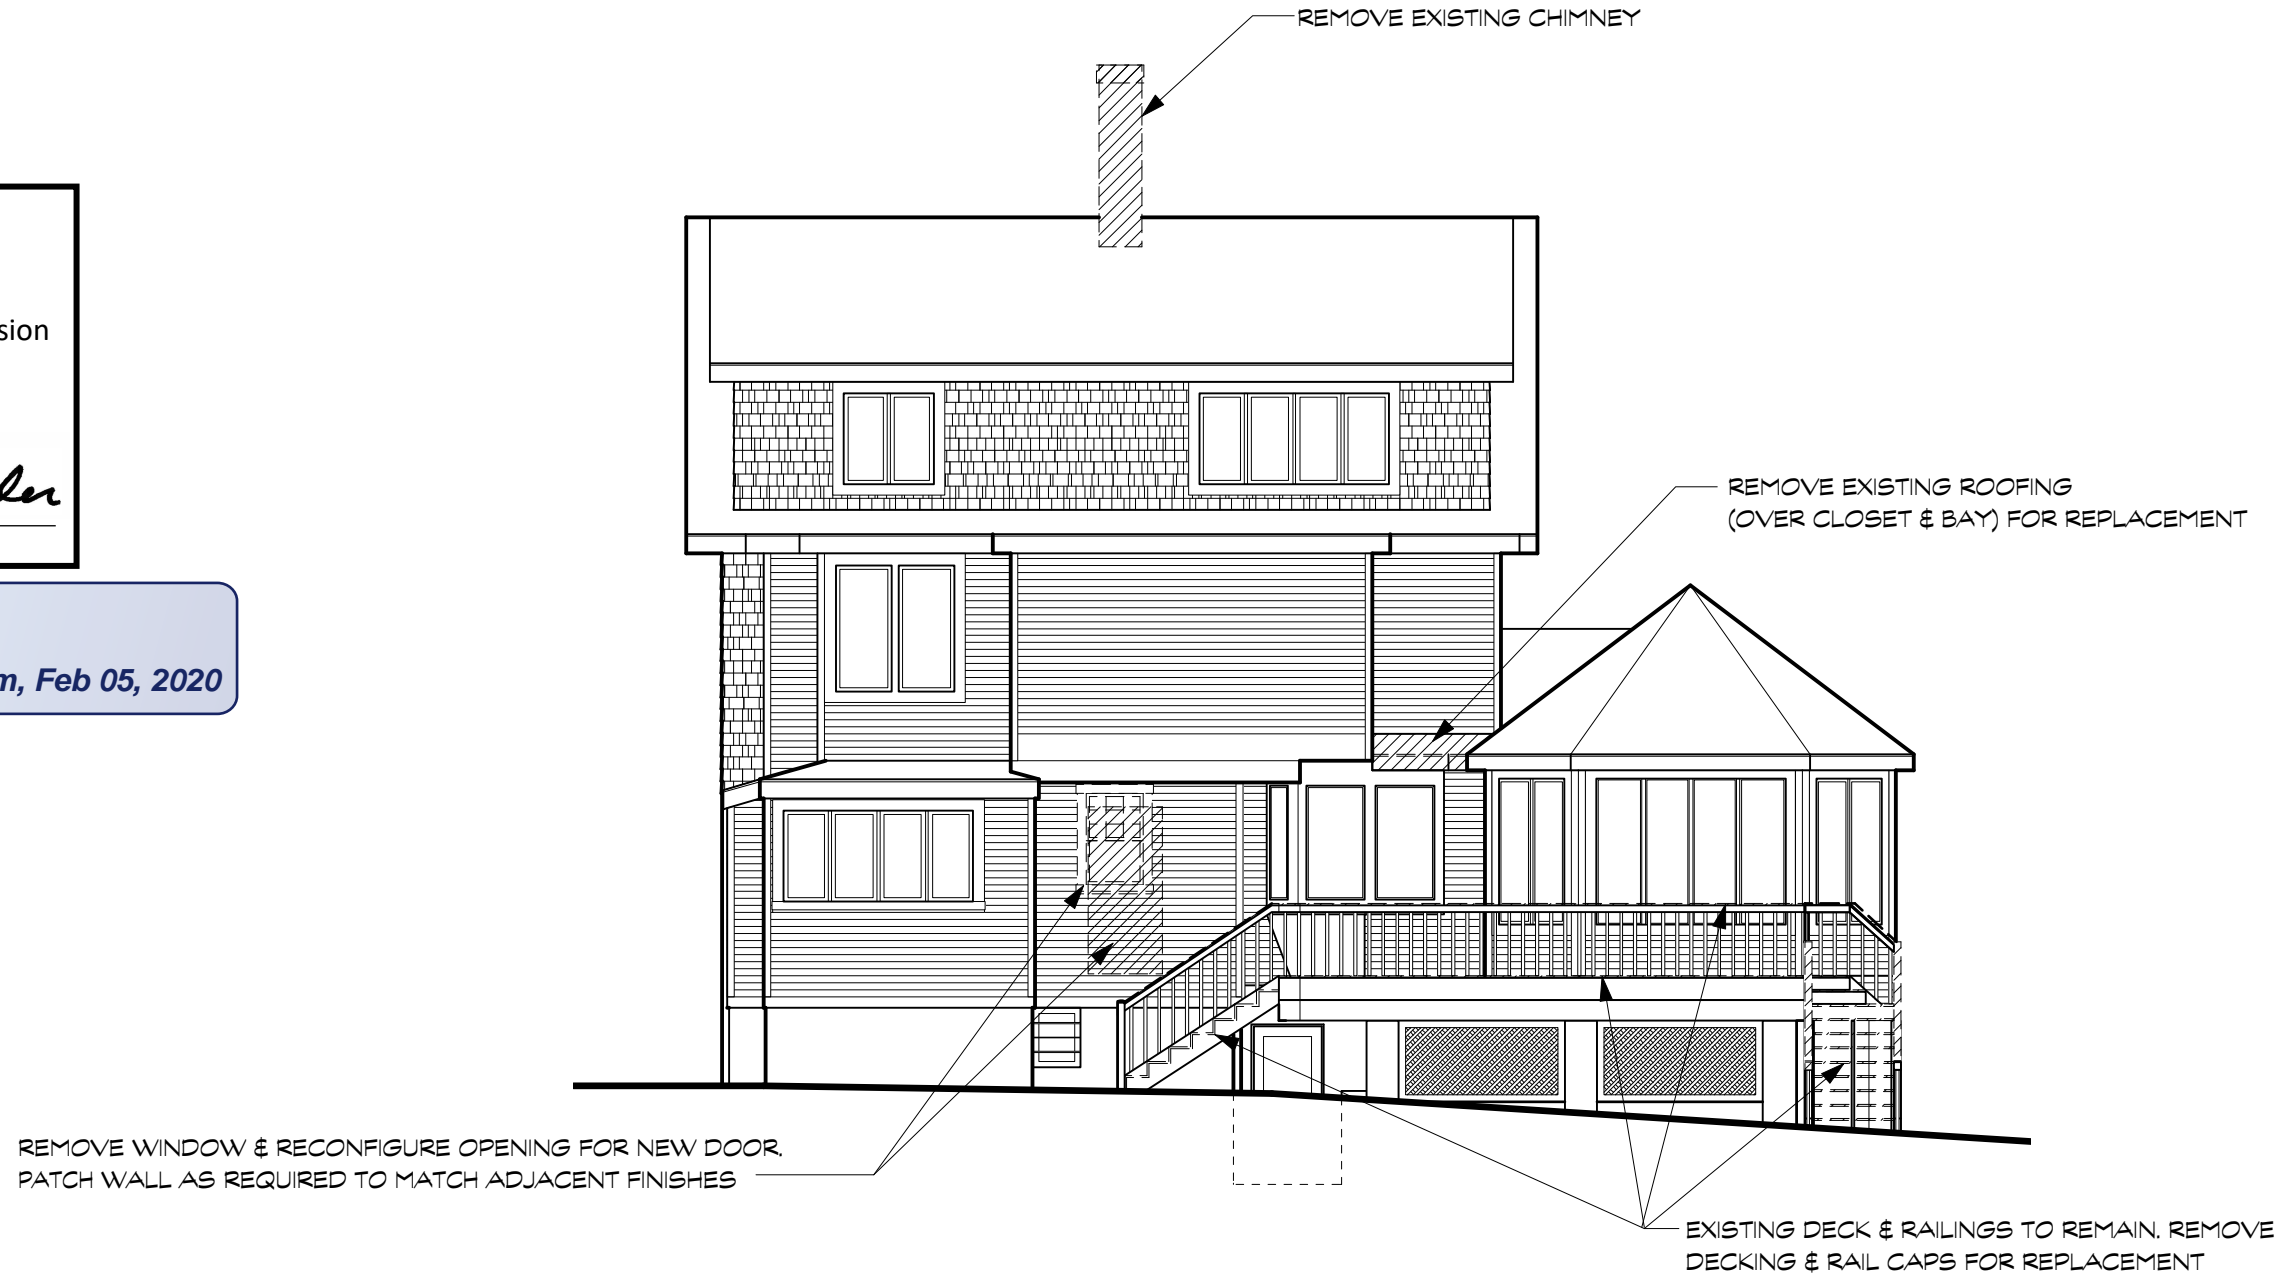 REMOVE EXISTING CHIMNEY
sion
ler
m, Feb 05, 2020
REMOVE EXISTING ROOFING
(OVER CLOSET & BAY) FOR REPLACEMENT
REMOVE WINDOW & RECONFIGURE OPENING FOR NEW DOOR.
PATCH WALL AS REQUIRED TO MATCH ADJACENT FINISHES
EXISTING DECK & RAILINGS TO REMAIN. REMOVE
DECKING & RAIL CAPS FOR REPLACEMENT